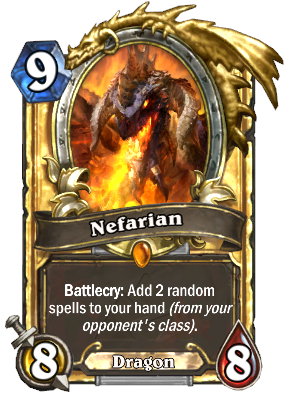 9
Nefarian
Battlecry: Add 2 random
spells to your hand (from your
opponent's class).
8 Dragon 8